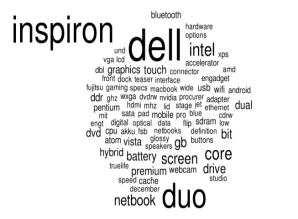 bluetooth
inspiron dell hardware
options
und intel xps
vga lcd accelerator
dbl graphics touch connector amd
front dock teaser interface engadget
fujitsu gaming specs macbook wide usb wifi android
ddr ghz wxga dvdrw nvidia procurer adapter
pentium hdmi mhz lid stage jet ethernet dual
mit sata pad mobile pro blue cdrw
engt digital optical data flip sdram low
dvd cpu akku fsb netbooks definition bit
atom vista glossy gb buttons
speakers
hybrid battery screen core
truelife premium webcam drive
speed cache studio
december
netbook duo